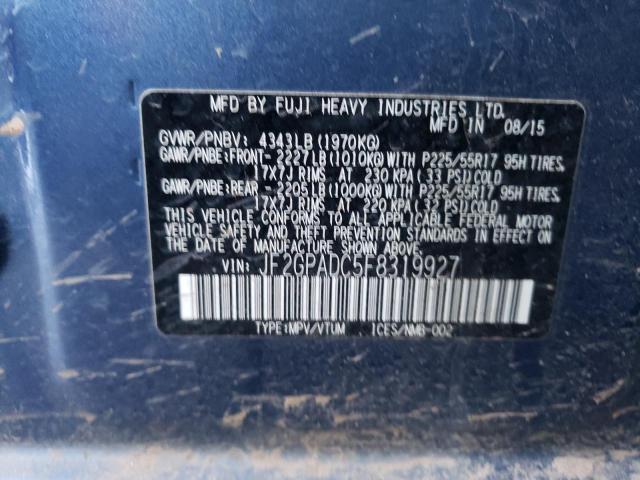 MFD BY FUJI HEAVY INDUSTRIES LTD.
MFD IN 08/15
GVWR/PNBV: 4343LB (1970KG)
GAWR/PNBE: FRONT- 2227LB (1010KG) WITH P225/55R17 95H TIRES,
17X7J RIMS AT 230 KPA (33 PSI) COLD
GAWR/PNBE: REAR - 2205LB (1000KG) WITH P225/55R17 95H TIRES,
17X7J RIMS AT 220 KPA (32 PSI) COLD
THIS VEHICLE CONFORMS TO ALL APPLICABLE FEDERAL MOTOR
VEHICLE SAFETY AND THEFT PREVENTION STANDARDS IN EFFECT ON
THE DATE OF MANUFACTURE SHOWN ABOVE.
VIN: JF2GPADC5F8319927
TYPE: MPV/VTUM ICES/NMB-002